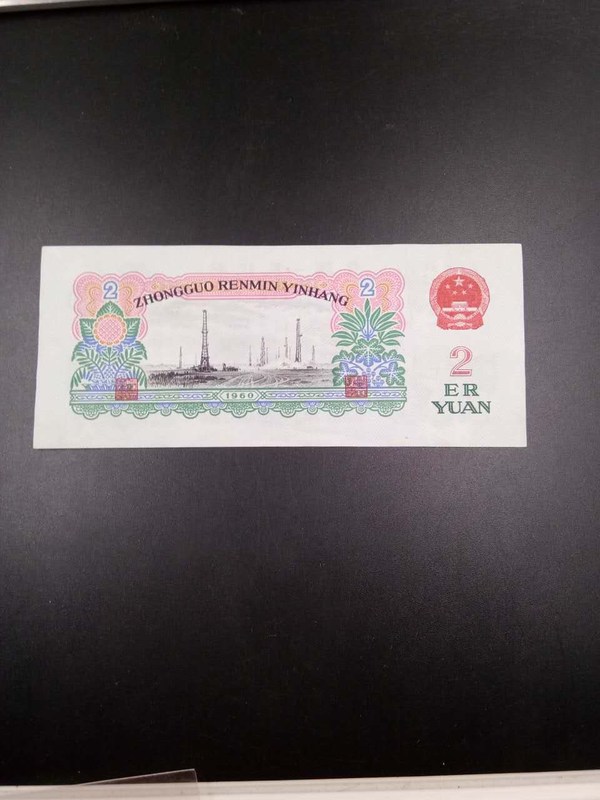 2
ZHONGGUO RENMIN YINHANG
2
2
ER
YUAN
1960